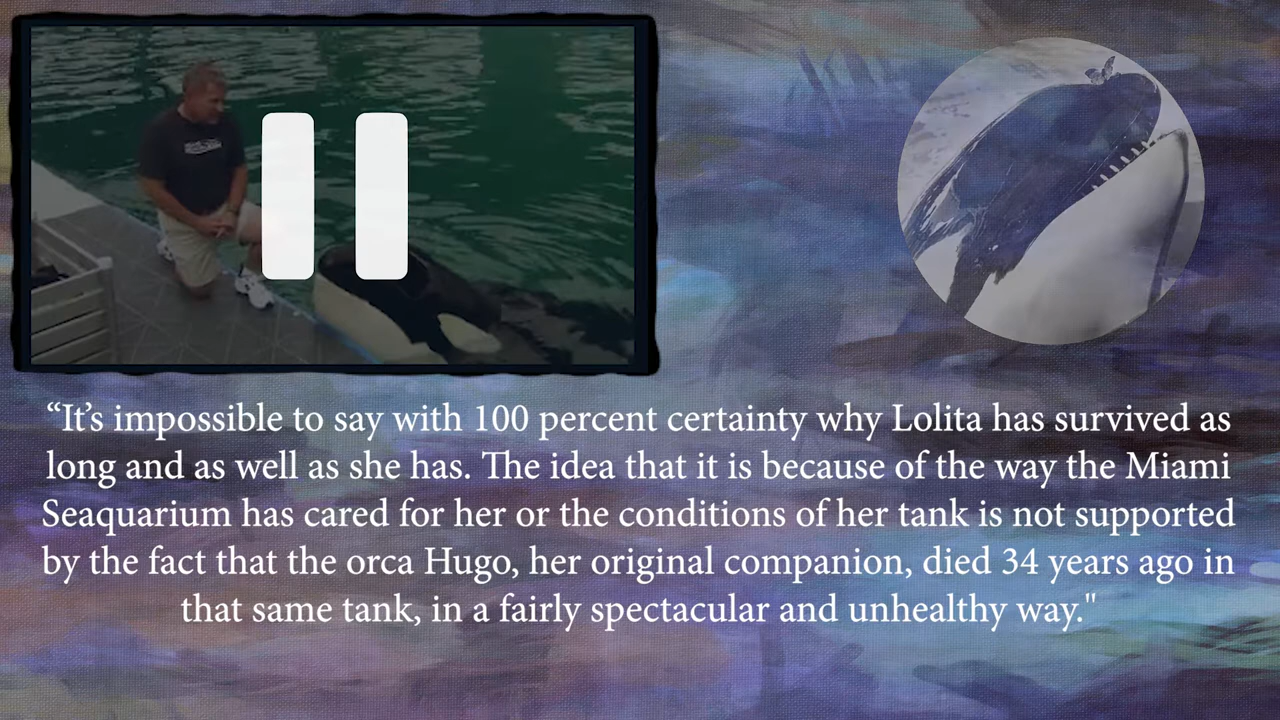 “It’s impossible to say with 100 percent certainty why Lolita has survived as
long and as well as she has. The idea that it is because of the way the Miami
Seaquarium has cared for her or the conditions of her tank is not supported
by the fact that the orca Hugo, her original companion, died 34 years ago in
that same tank, in a fairly spectacular and unhealthy way."